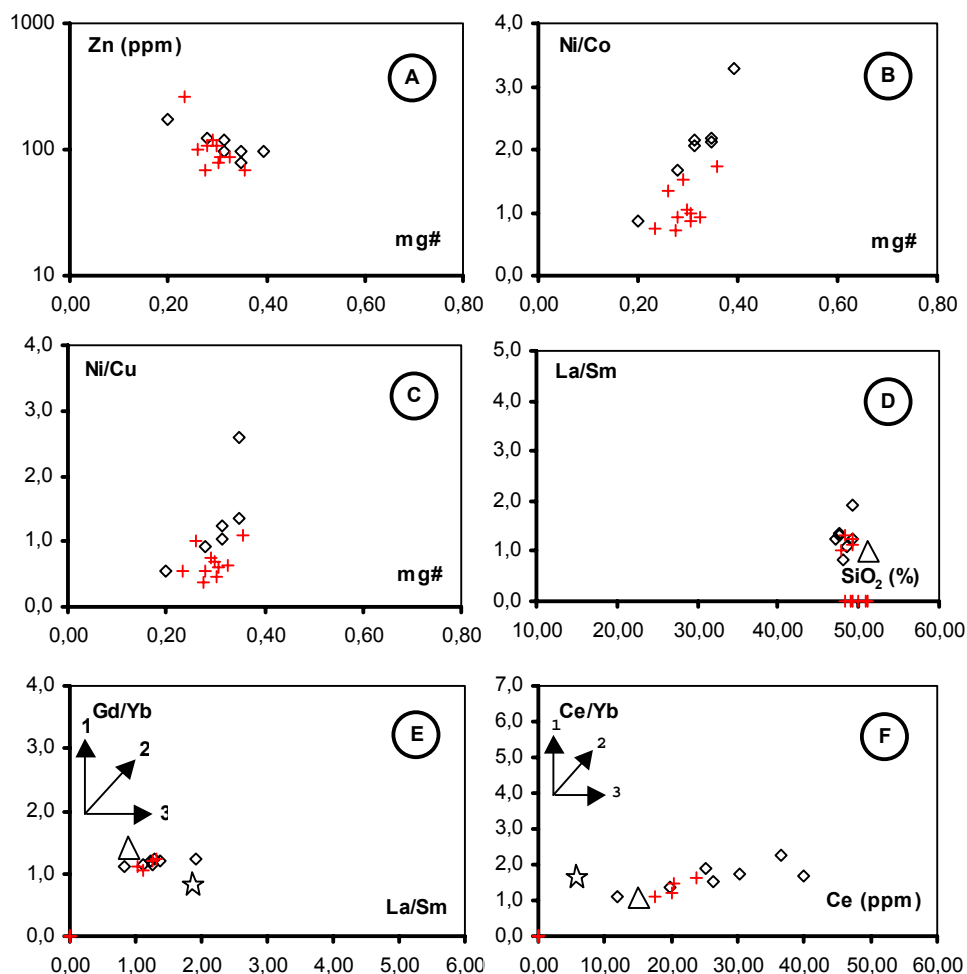 1000
Zn (ppm)
A
100
mg#
10
0,00 0,20 0,40 0,60 0,80
4,0
Ni/Co
B
3,0
2,0
1,0
mg#
0,0
0,00 0,20 0,40 0,60 0,80
4,0
Ni/Cu
C
3,0
2,0
1,0
mg#
0,0
0,00 0,20 0,40 0,60 0,80
5,0
La/Sm
D
4,0
3,0
2,0
1,0
SiO₂ (%)
0,0
10,00 20,00 30,00 40,00 50,00 60,00
4,0
Gd/Yb
1
E
3,0
2
2,0
3
1,0
La/Sm
0,0
0,00 1,00 2,00 3,00 4,00 5,00 6,00
7,0
Ce/Yb
1
F
6,0
2
5,0
4,0
3
3,0
2,0
1,0
Ce (ppm)
0,0
0,00 10,00 20,00 30,00 40,00 50,00 60,00